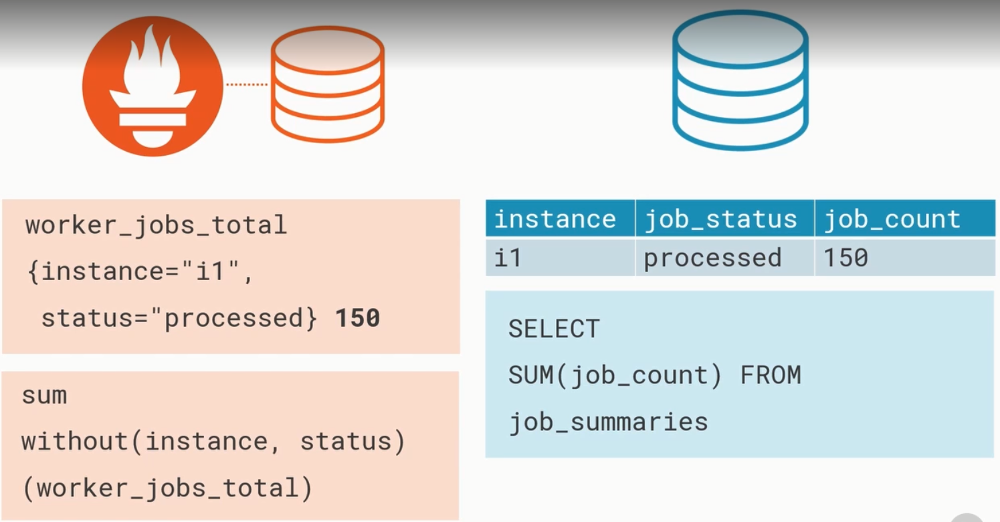 worker_jobs_total
{instance="i1",
status="processed} 150
sum
without(instance, status)
(worker_jobs_total)
instance job_status job_count
i1 processed 150
SELECT
SUM(job_count) FROM
job_summaries